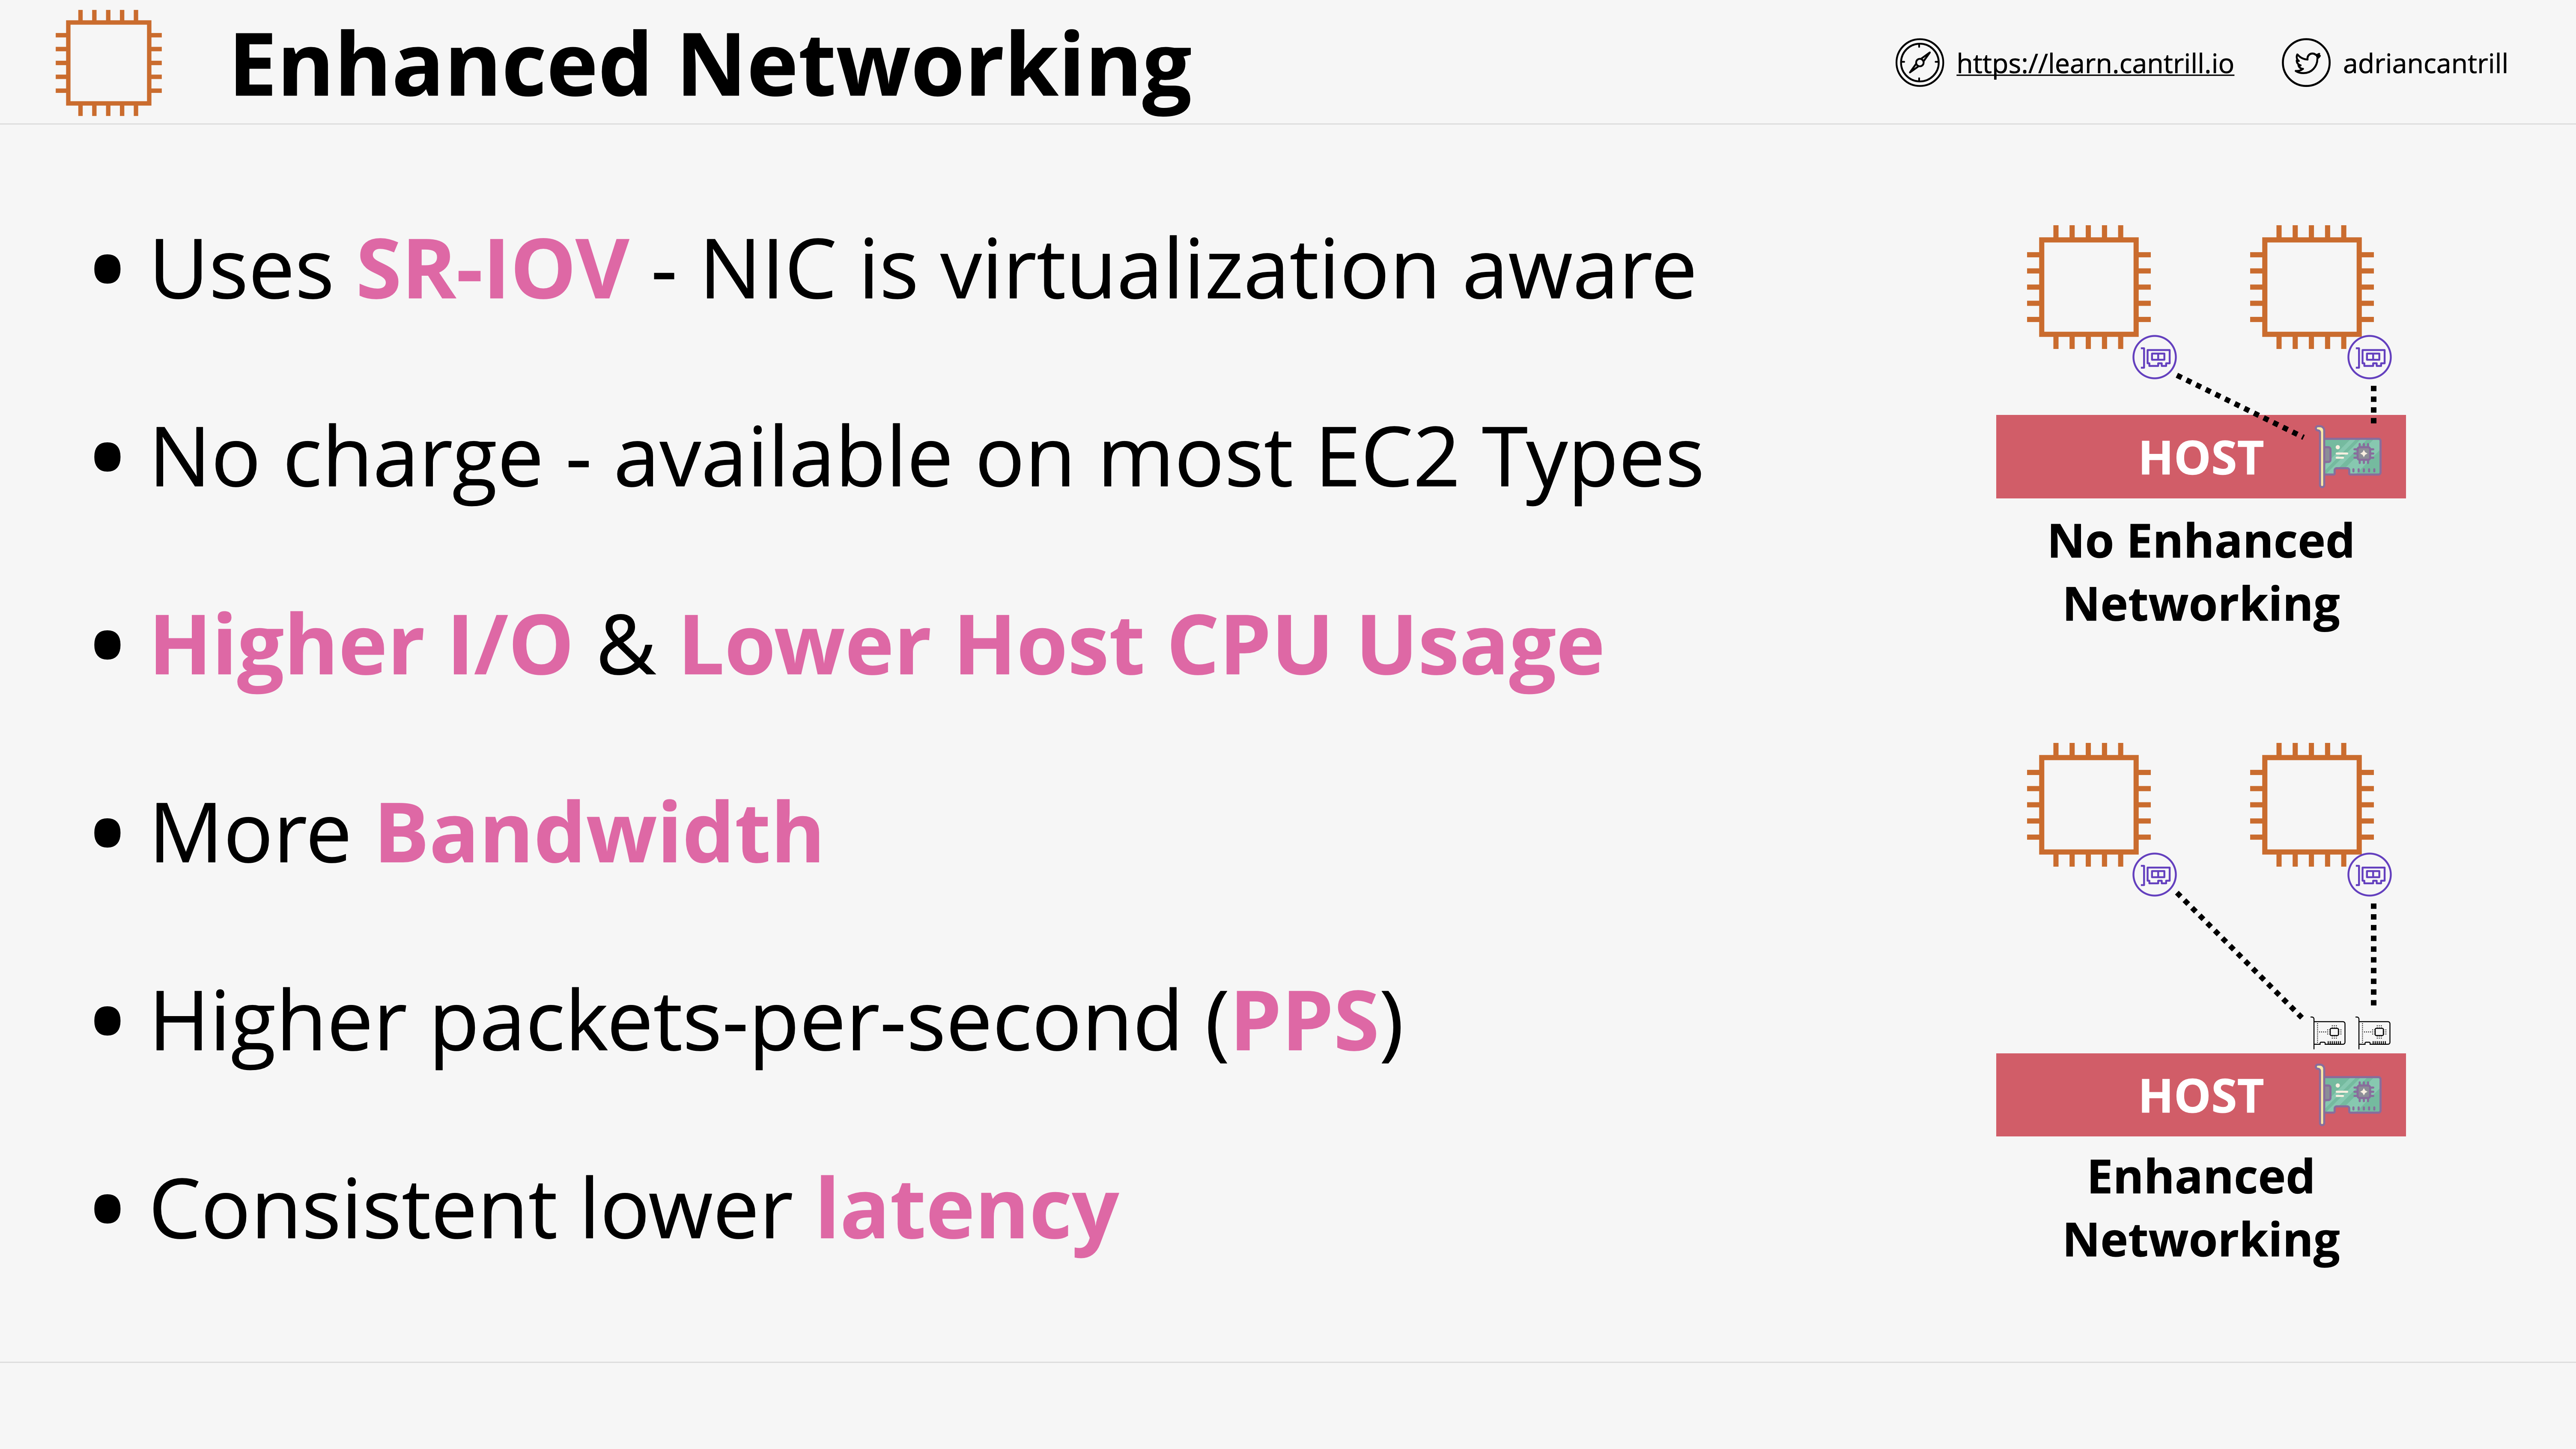 Enhanced Networking
https://learn.cantrill.io
adriancantrill
• Uses SR-IOV - NIC is virtualization aware
• No charge - available on most EC2 Types
• Higher I/O & Lower Host CPU Usage
• More Bandwidth
• Higher packets-per-second (PPS)
• Consistent lower latency
HOST
No Enhanced
Networking
HOST
Enhanced
Networking